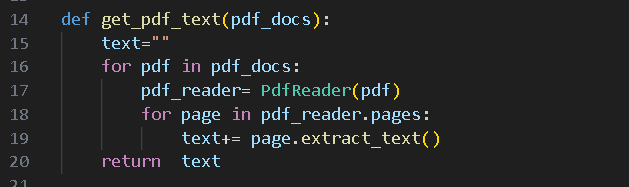 14 def get_pdf_text(pdf_docs):
15     text=""
16     for pdf in pdf_docs:
17         pdf_reader= PdfReader(pdf)
18         for page in pdf_reader.pages:
19             text+= page.extract_text()
20     return  text